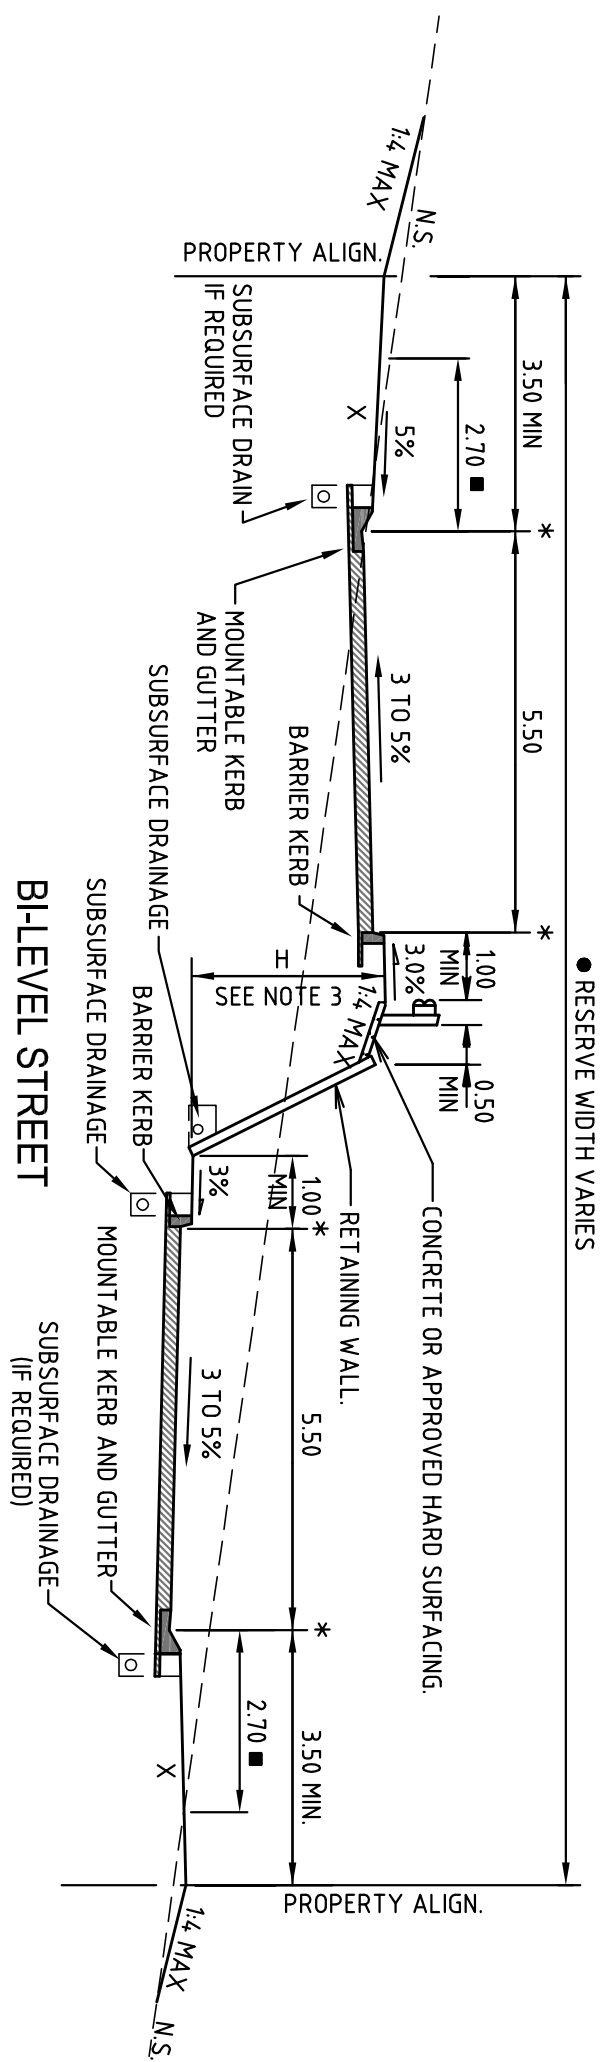 ● RESERVE WIDTH VARIES
3.50 MIN
*
5.50
*
1.00
MIN
0.50
MIN
2.70 ■
1:4 MAX
N.S.
PROPERTY ALIGN.
5%
X
SUBSURFACE DRAIN
IF REQUIRED
MOUNTABLE KERB
AND GUTTER
3 TO 5%
BARRIER KERB
3.0%
1:4 MAX
H
SEE NOTE 3
CONCRETE OR APPROVED HARD SURFACING.
RETAINING WALL.
SUBSURFACE DRAINAGE
1.00 *
MIN
3%
5.50
*
3.50 MIN.
2.70 ■
3 TO 5%
BARRIER KERB
SUBSURFACE DRAINAGE
MOUNTABLE KERB AND GUTTER
SUBSURFACE DRAINAGE
(IF REQUIRED)
X
PROPERTY ALIGN.
1:4 MAX
N.S.
BI-LEVEL STREET